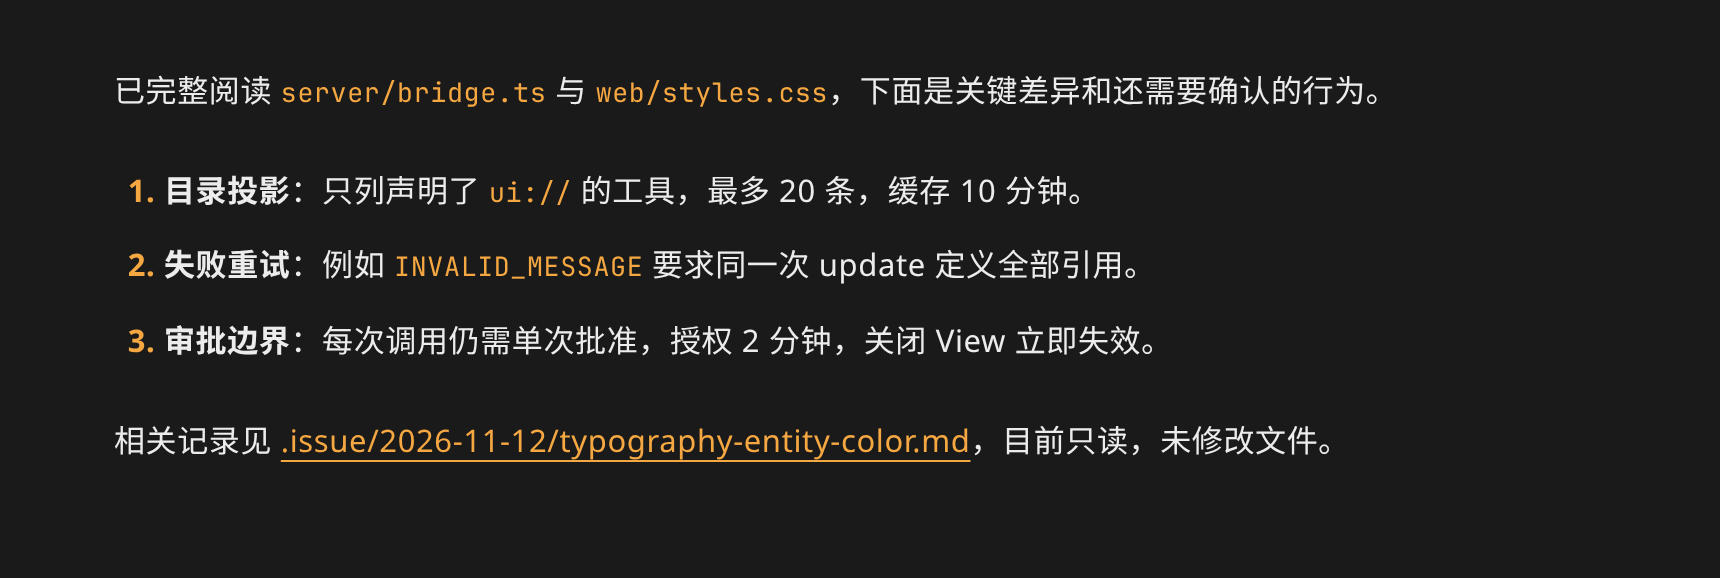 已完整阅读 server/bridge.ts 与 web/styles.css，下面是关键差异和还需要确认的行为。
1. 目录投影：只列声明了 ui:// 的工具，最多 20 条，缓存 10 分钟。
2. 失败重试：例如 INVALID_MESSAGE 要求同一次 update 定义全部引用。
3. 审批边界：每次调用仍需单次批准，授权 2 分钟，关闭 View 立即失效。
相关记录见 .issue/2026-11-12/typography-entity-color.md，目前只读，未修改文件。